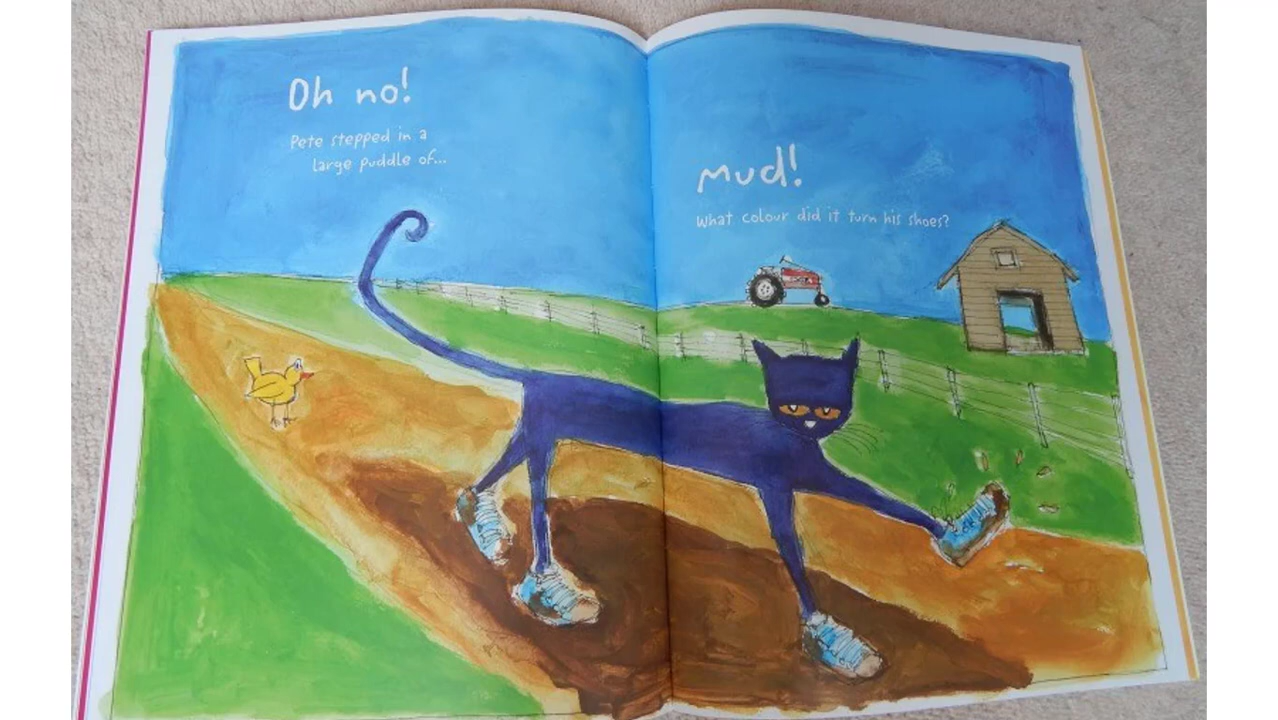 Oh no!
Pete stepped in a
large puddle of...
Mud!
What colour did it turn his shoes?